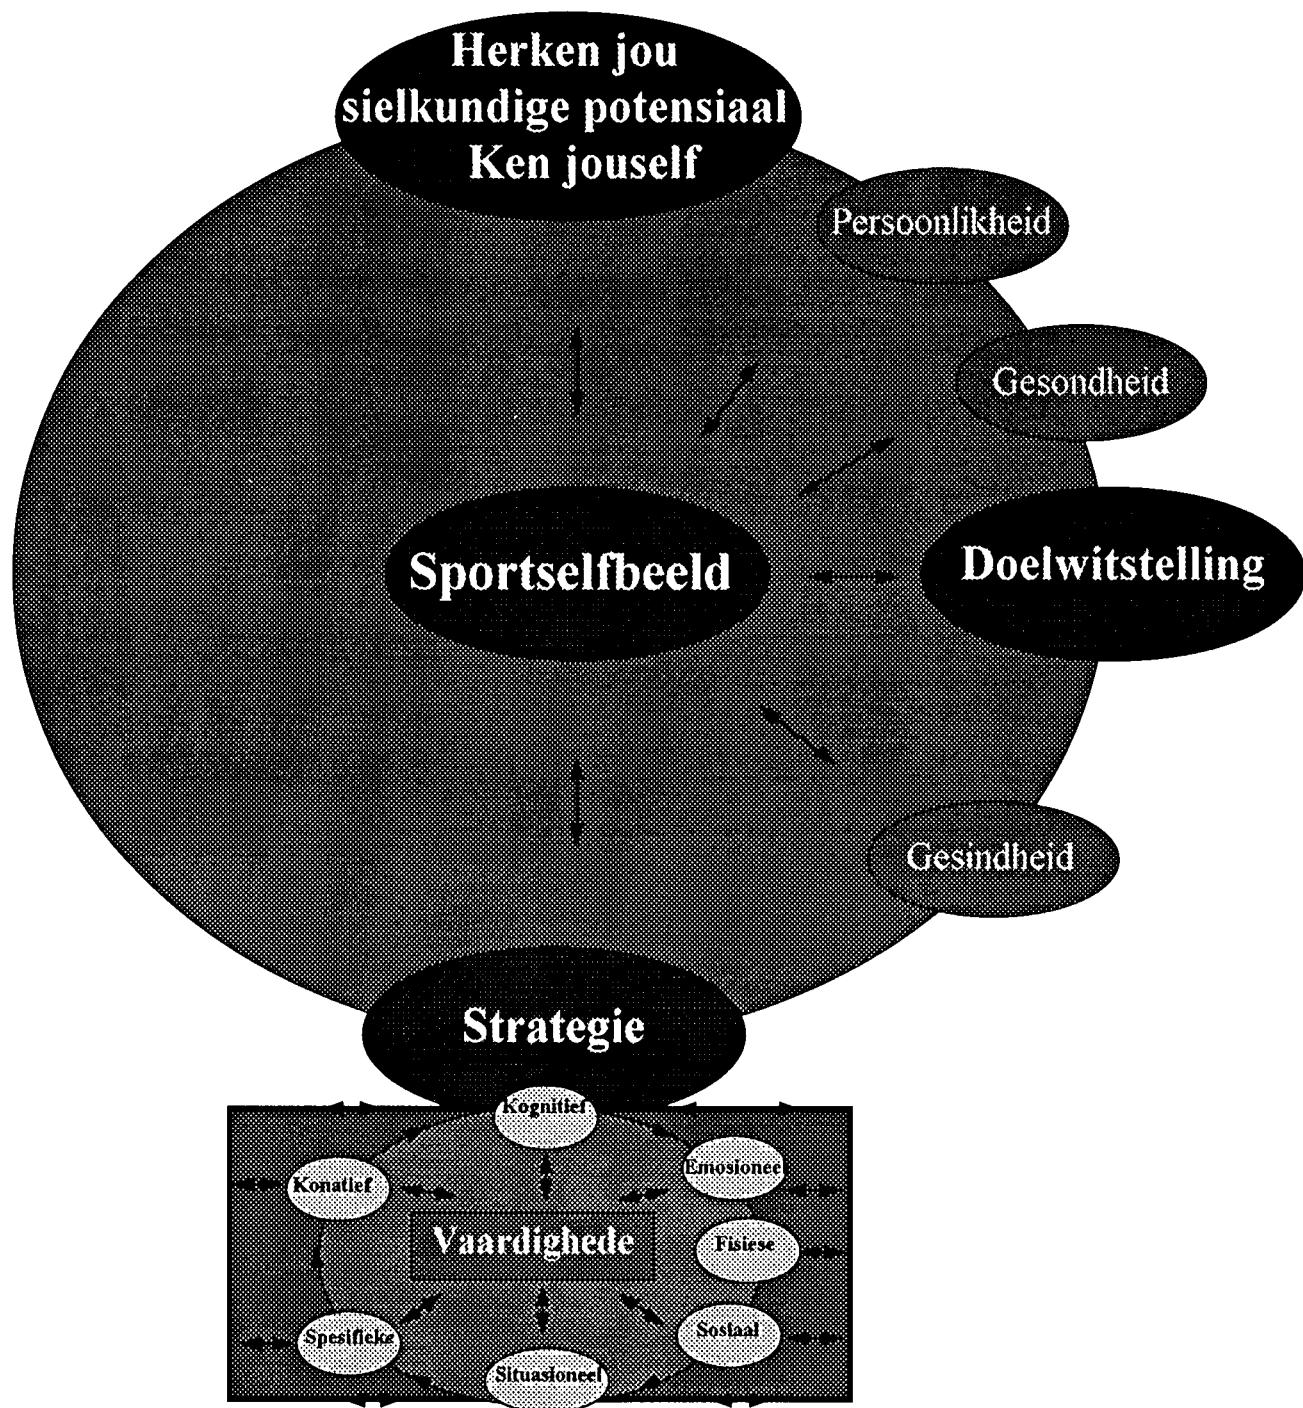 Herken jou
sielkundige potensiaal
Ken jouself
Persoonlikheid
Gesondheid
Sportselfbeeld
Doelwitstelling
Gesindheid
Strategie
Kognitief
Emosionee
Konatief
Vaardighede
Fisiese
Spesifieke
Sosiaal
Situasioneel